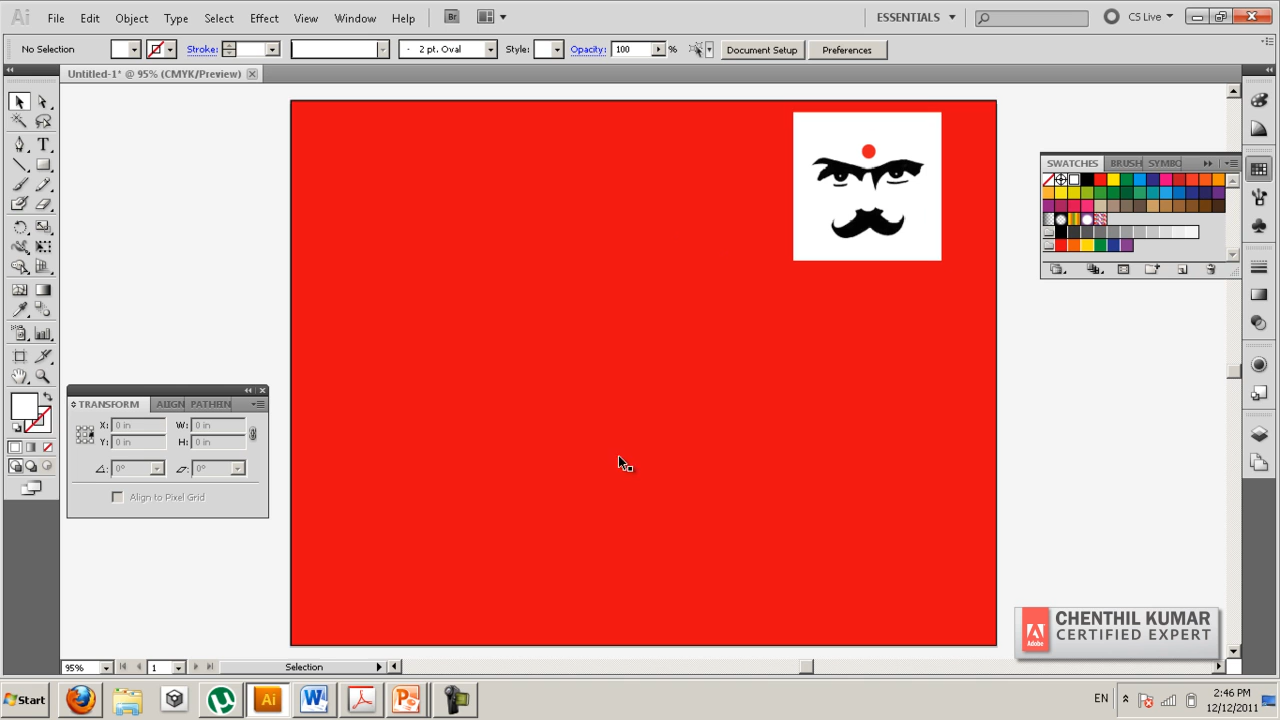 Ai File Edit Object Type Select Effect View Window Help Br ESSENTIALS CS Live
No Selection Stroke: 2 pt. Oval Style: Opacity: 100 % Document Setup Preferences
Untitled-1* @ 95% (CMYK/Preview)
SWATCHES BRUSH SYMBO
TRANSFORM ALIGN PATHFIN
X: 0 in W: 0 in
Y: 0 in H: 0 in
0° 0°
Align to Pixel Grid
CHENTHIL KUMAR
CERTIFIED EXPERT
Adobe
95% 1 Selection
Start Ai EN 2:46 PM
12/12/2011